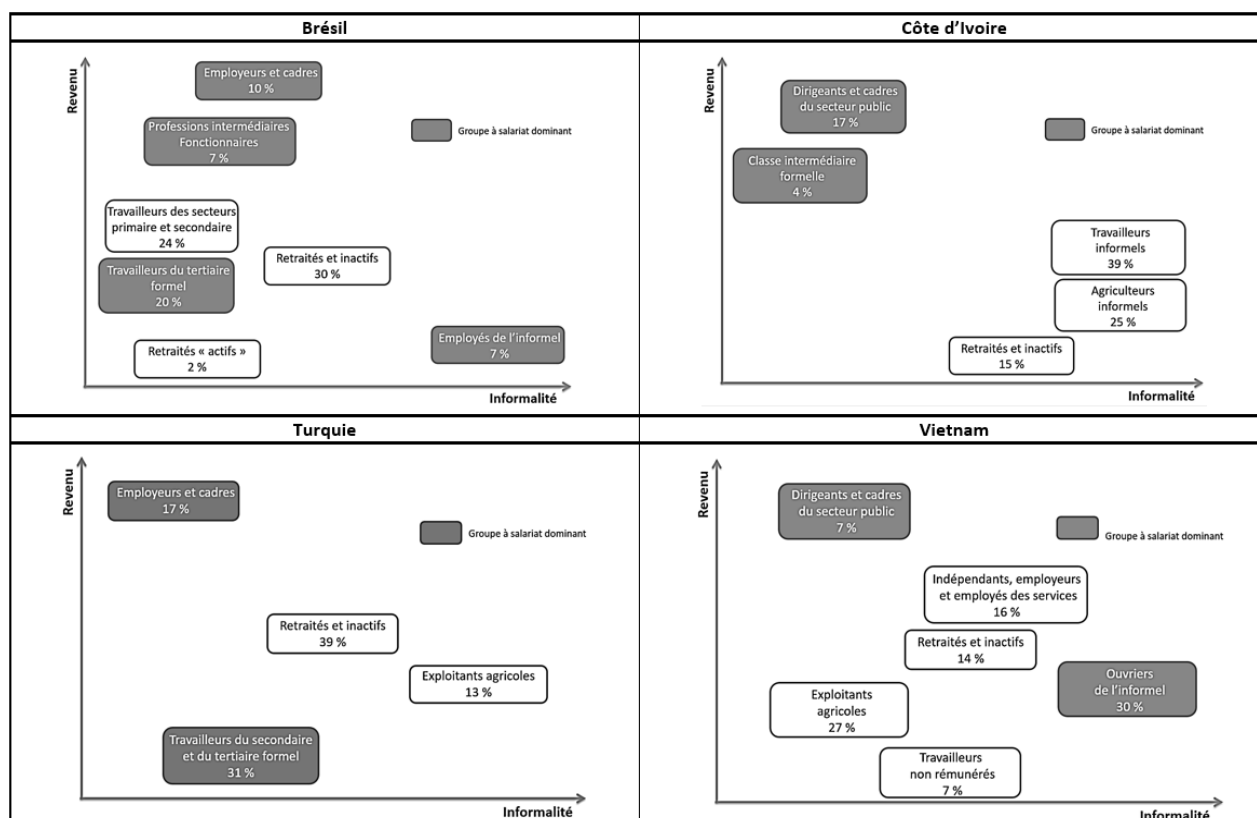 Brésil
Revenu
Employeurs et cadres
10 %
Professions intermédiaires
Fonctionnaires
7 %
Groupe à salariat dominant
Travailleurs des secteurs
primaire et secondaire
24 %
Retraités et inactifs
30 %
Travailleurs du tertiaire
formel
20 %
Employés de l’informel
7 %
Retraités « actifs »
2 %
Informalité
Côte d’Ivoire
Revenu
Dirigeants et cadres
du secteur public
17 %
Groupe à salariat dominant
Classe intermédiaire
formelle
4 %
Travailleurs
informels
39 %
Agriculteurs
informels
25 %
Retraités et inactifs
15 %
Informalité
Turquie
Revenu
Employeurs et cadres
17 %
Groupe à salariat dominant
Retraités et inactifs
39 %
Exploitants agricoles
13 %
Travailleurs du secondaire
et du tertiaire formel
31 %
Informalité
Vietnam
Revenu
Dirigeants et cadres
du secteur public
7 %
Groupe à salariat dominant
Indépendants, employeurs
et employés des services
16 %
Retraités et inactifs
14 %
Ouvriers
de l’informel
30 %
Exploitants
agricoles
27 %
Travailleurs
non rémunérés
7 %
Informalité